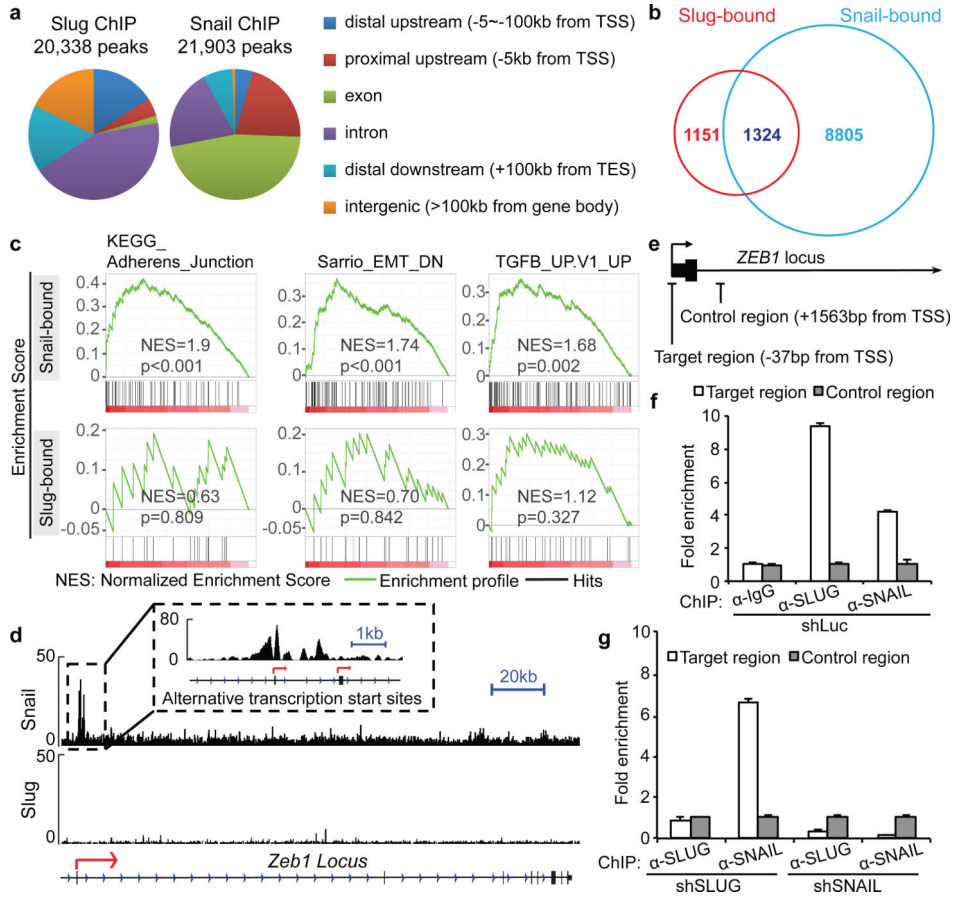 a
Slug ChIP
20,338 peaks
Snail ChIP
21,903 peaks
distal upstream (-5~-100kb from TSS)
proximal upstream (-5kb from TSS)
exon
intron
distal downstream (+100kb from TES)
intergenic (>100kb from gene body)
b
Slug-bound
Snail-bound
1151
1324
8805
c
Enrichment Score
Snail-bound
Slug-bound
KEGG_
Adherens_Junction
Sarrio_EMT_DN
TGFB_UP.V1_UP
0.4
0.3
0.2
0.1
0
NES=1.9
p<0.001
0.3
0.2
0.1
0
NES=1.74
p<0.001
0.3
0.2
0.1
0
NES=1.68
p=0.002
0.2
0.1
0
-0.05
NES=0.63
p=0.809
0.2
0.1
0
-0.05
NES=0.70
p=0.842
0.3
0.2
0.1
0
NES=1.12
p=0.327
NES: Normalized Enrichment Score
Enrichment profile
Hits
d
50
0
Snail
80
0
1kb
Alternative transcription start sites
20kb
50
0
Slug
Zeb1 Locus
e
ZEB1 locus
Control region (+1563bp from TSS)
Target region (-37bp from TSS)
f
Target region
Control region
Fold enrichment
10
8
6
4
2
0
ChIP:
α-IgG
α-SLUG
α-SNAIL
shLuc
g
Target region
Control region
Fold enrichment
10
8
6
4
2
0
ChIP:
α-SLUG
α-SNAIL
α-SLUG
α-SNAIL
shSLUG
shSNAIL